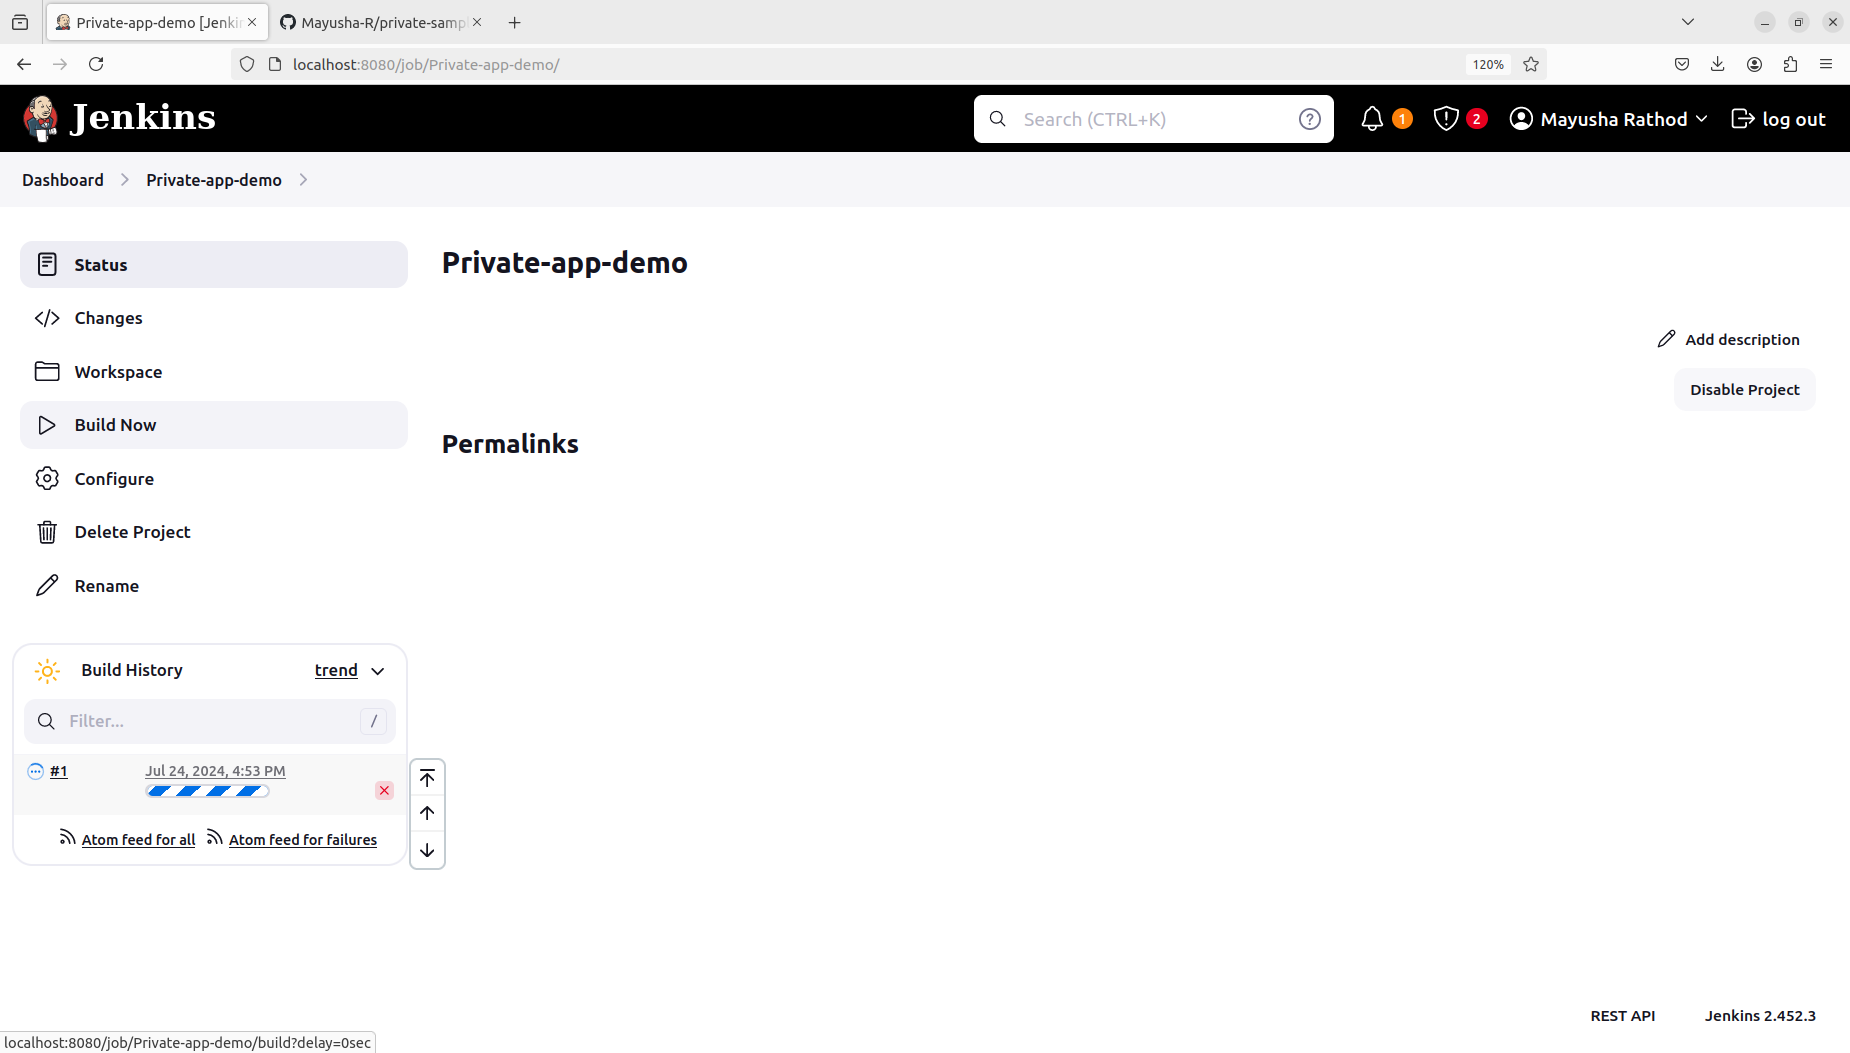 Private-app-demo [Jenkin
Mayusha-R/private-samp
localhost:8080/job/Private-app-demo/
120%
Jenkins
Search (CTRL+K)
?
1
2
Mayusha Rathod
log out
Dashboard
Private-app-demo
Status
Changes
Workspace
Build Now
Configure
Delete Project
Rename
Private-app-demo
Add description
Disable Project
Permalinks
Build History
trend
Filter...
/
#1
Jul 24, 2024, 4:53 PM
Atom feed for all
Atom feed for failures
REST API
Jenkins 2.452.3
localhost:8080/job/Private-app-demo/build?delay=0sec